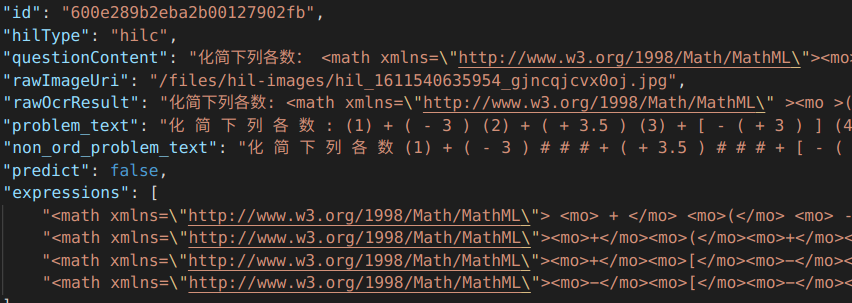 "id": "600e289b2eba2b00127902fb",
"hilType": "hilc",
"questionContent": "化简下列各数： <math xmlns=\"http://www.w3.org/1998/Math/MathML\"><mo>
"rawImageUri": "/files/hil-images/hil_1611540635954_gjncqjcvx0oj.jpg",
"rawOcrResult": "化简下列各数: <math xmlns=\"http://www.w3.org/1998/Math/MathML\" ><mo >(
"problem_text": "化 简 下 列 各 数 : (1) + ( - 3 ) (2) + ( + 3.5 ) (3) + [ - ( + 3 ) ] (4
"non_ord_problem_text": "化 简 下 列 各 数 (1) + ( - 3 ) # # # + ( + 3.5 ) # # # + [ - (
"predict": false,
"expressions": [
"<math xmlns=\"http://www.w3.org/1998/Math/MathML\"> <mo> + </mo> <mo>(</mo> <mo> -
"<math xmlns=\"http://www.w3.org/1998/Math/MathML\"><mo>+</mo><mo>(</mo><mo>+</mo><
"<math xmlns=\"http://www.w3.org/1998/Math/MathML\"><mo>+</mo><mo>[</mo><mo>−</mo><
"<math xmlns=\"http://www.w3.org/1998/Math/MathML\"><mo>−</mo><mo>[</mo><mo>−</mo><